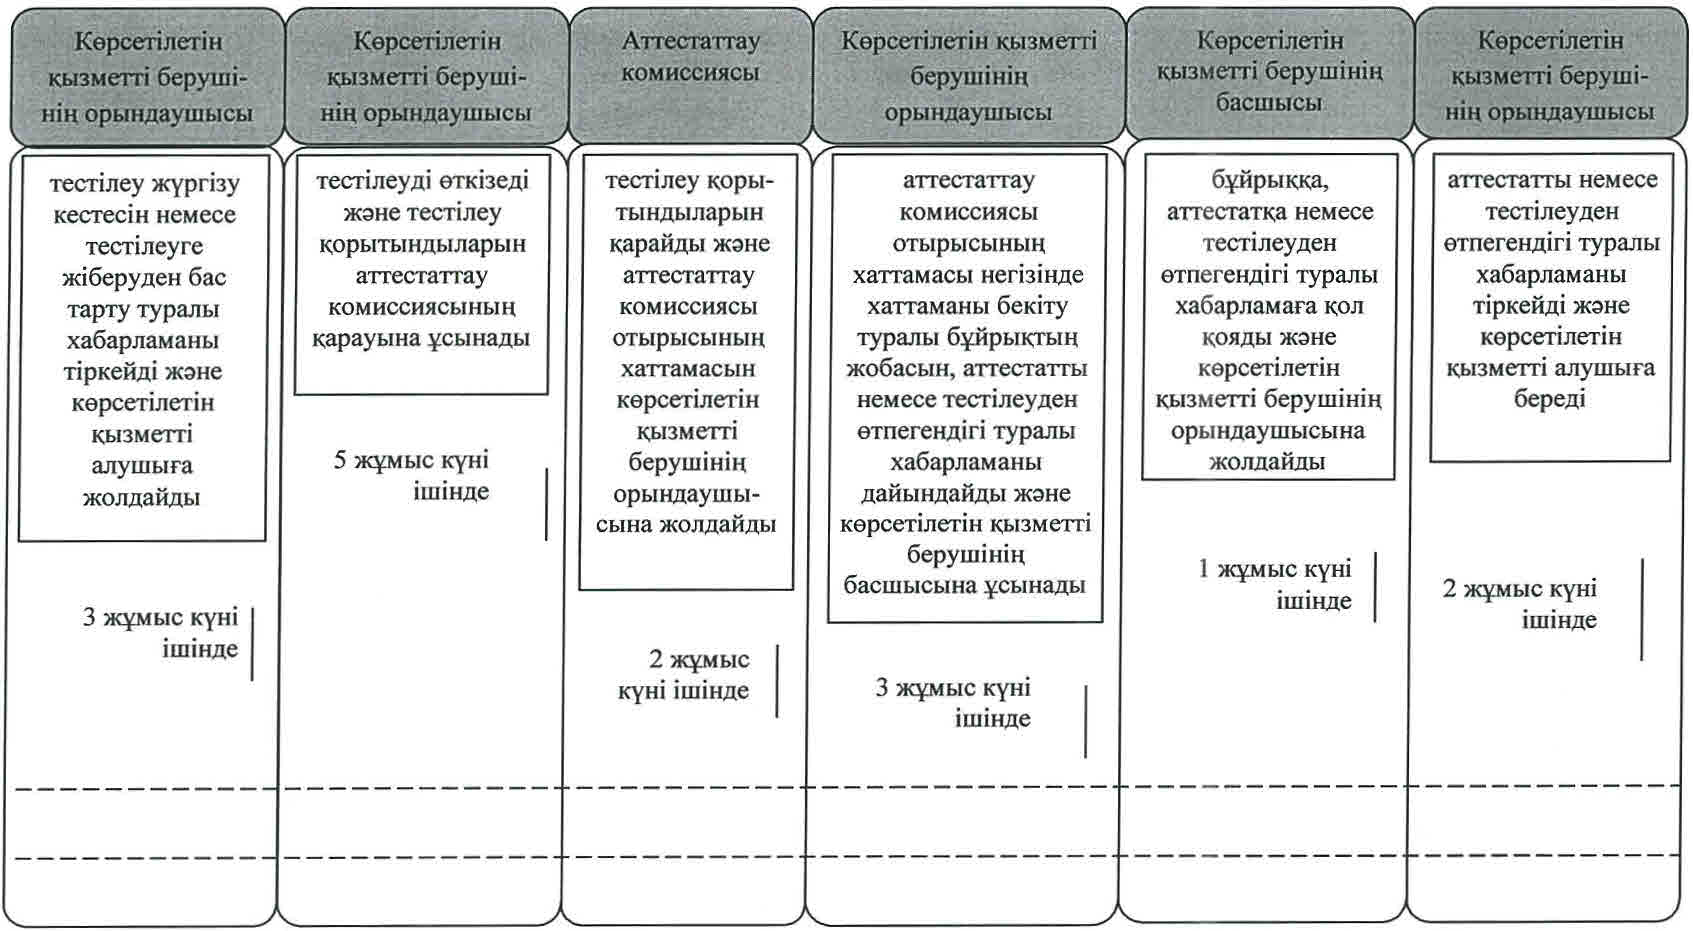 Көрсетілетін
қызметті беруші-
нің орындаушысы
Көрсетілетін
қызметті беруші-
нің орындаушысы
Аттестаттау
комиссиясы
Көрсетілетін қызметті
берушінің
орындаушысы
Көрсетілетін
қызметті берушінің
басшысы
Көрсетілетін
қызметті беруші-
нің орындаушысы
тестілеу жүргізу
кестесін немесе
тестілеуге
жіберуден бас
тарту туралы
хабарламаны
тіркейді және
көрсетілетін
қызметті
алушыға
жолдайды
3 жұмыс күні
ішінде
тестілеуді өткізеді
және тестілеу
қорытындыларын
аттестаттау
комиссиясының
қарауына ұсынады
5 жұмыс күні
ішінде
тестілеу қоры-
тындыларын
қарайды және
аттестаттау
комиссиясы
отырысының
хаттамасын
көрсетілетін
қызметті
берушінің
орындаушы-
сына жолдайды
2 жұмыс
күні ішінде
аттестаттау
комиссиясы
отырысының
хаттамасы негізінде
хаттаманы бекіту
туралы бұйрықтың
жобасын, аттестатты
немесе тестілеуден
өтпегендігі туралы
хабарламаны
дайындайды және
көрсетілетін қызметті
берушінің
басшысына ұсынады
3 жұмыс күні
ішінде
бұйрыққа,
аттестатқа немесе
тестілеуден
өтпегендігі туралы
хабарламаға қол
қояды және
көрсетілетін
қызметті берушінің
орындаушысына
жолдайды
1 жұмыс күні
ішінде
аттестатты немесе
тестілеуден
өтпегендігі туралы
хабарламаны
тіркейді және
көрсетілетін
қызметті алушыға
береді
2 жұмыс күні
ішінде